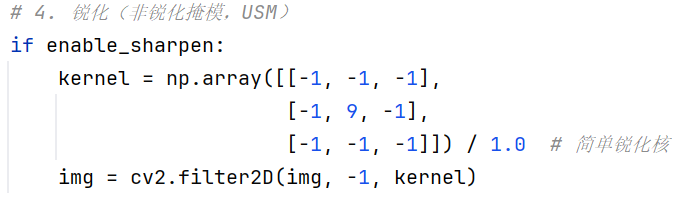 # 4. 锐化（非锐化掩模，USM）
if enable_sharpen:
    kernel = np.array([[-1, -1, -1],
                       [-1, 9, -1],
                       [-1, -1, -1]]) / 1.0  # 简单锐化核
    img = cv2.filter2D(img, -1, kernel)